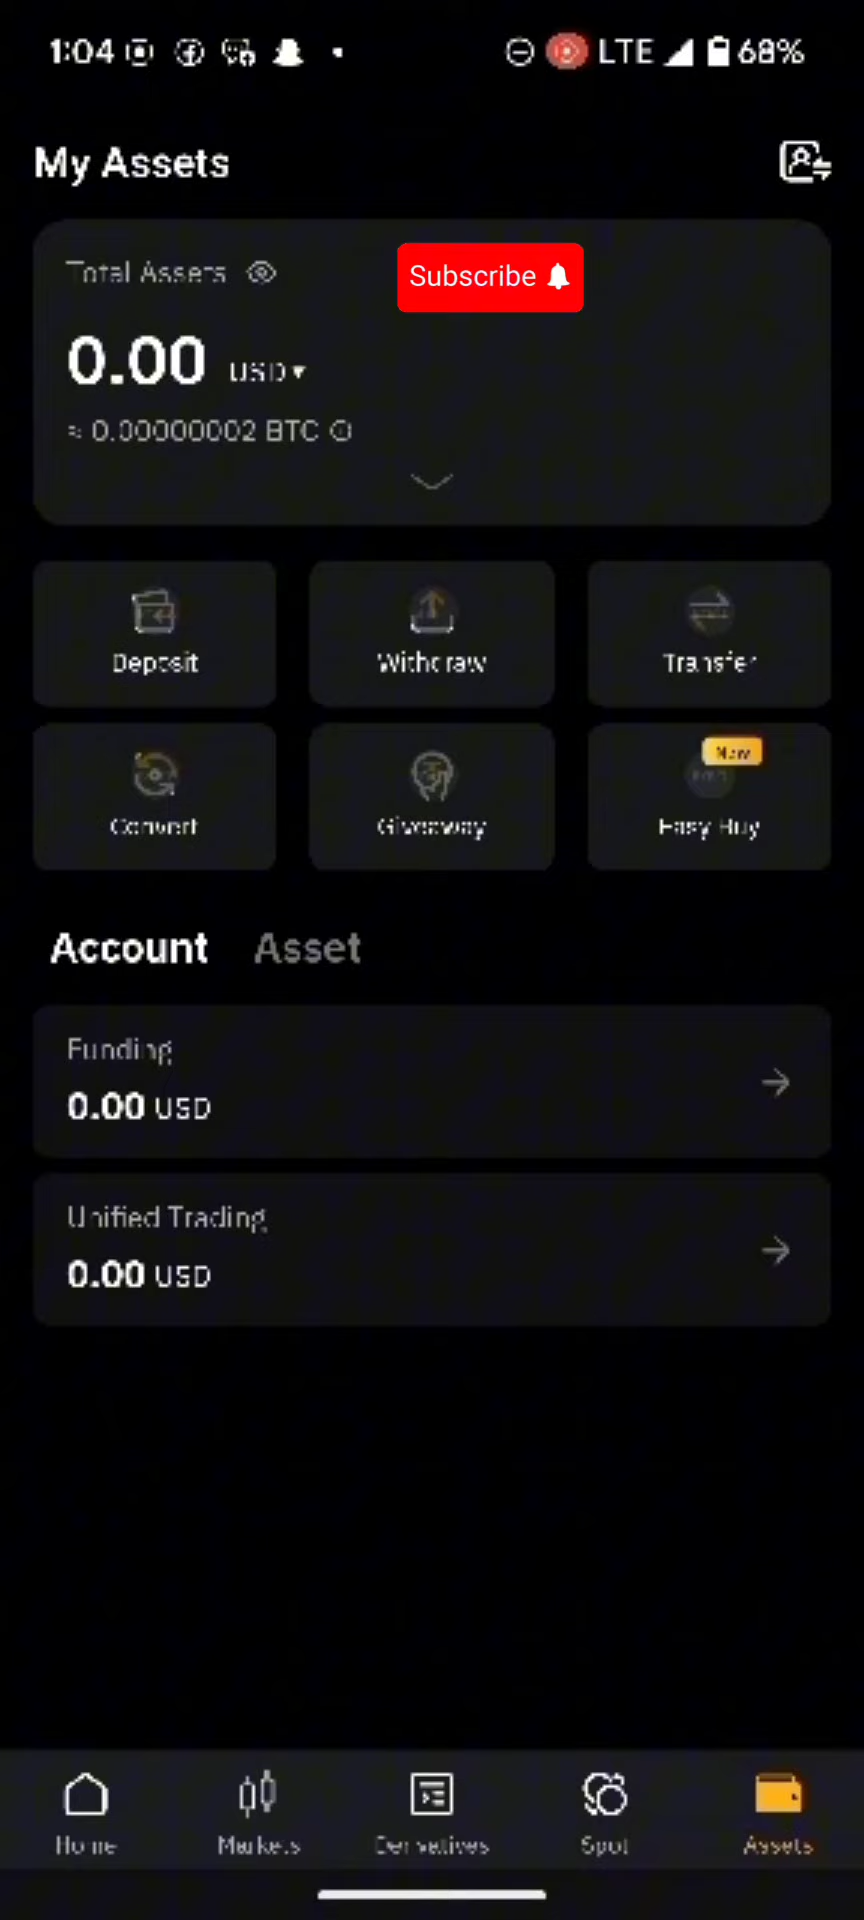 1:04 LTE 68%
My Assets
Total Assets
Subscribe
0.00 USD
≈ 0.00000002 BTC
Deposit Withdraw Transfer
New
Convert Giveaway Easy Buy
Account Asset
Funding
0.00 USD
Unified Trading
0.00 USD
Home Markets Derivatives Spot Assets